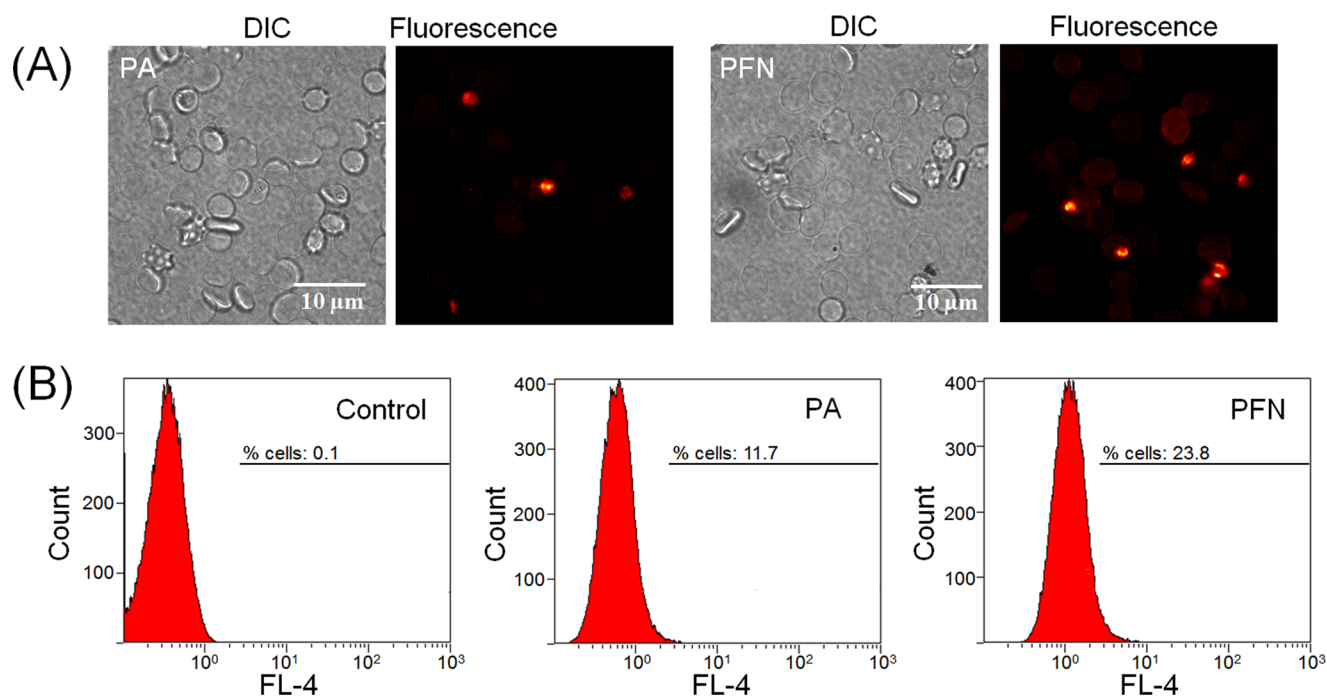 DIC Fluorescence DIC Fluorescence
(A)
PA PFN
10 µm 10 µm
(B)
Control
% cells: 0.1
300
200
100
Count
10⁰ 10¹ 10² 10³
FL-4
PA
% cells: 11.7
400
300
200
100
Count
10⁰ 10¹ 10² 10³
FL-4
PFN
% cells: 23.8
400
300
200
100
Count
10⁰ 10¹ 10² 10³
FL-4